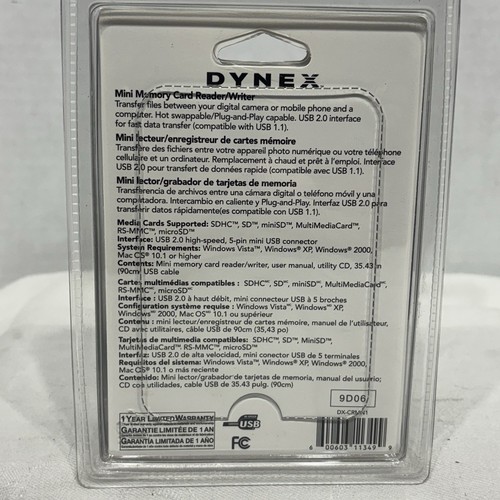 DYNEX
Mini Memory Card Reader/Writer
Transfer files between your digital camera or mobile phone and a
computer. Hot swappable/Plug-and-Play capable. USB 2.0 interface
for fast data transfer (compatible with USB 1.1).
Mini lecteur/enregistreur de cartes mémoire
Transfère des fichiers entre votre appareil photo numérique ou votre téléphone
cellulaire et un ordinateur. Remplacement à chaud et prêt à l'emploi. Interface
USB 2.0 pour transfert de données rapide (compatible avec USB 1.1).
Mini lector/grabador de tarjetas de memoria
Transferencia de archivos entre una cámara digital o teléfono móvil y una
computadora. Intercambio en caliente y Plug-and-Play. Interfaz USB 2.0 para
transferir datos rápidamente(es compatible con USB 1.1).
Media Cards Supported: SDHC™, SD™, miniSD™, MultiMediaCard™,
RS-MMC™, microSD™
Interface: USB 2.0 high-speed, 5-pin mini USB connector
System Requirements: Windows Vista™, Windows® XP, Windows® 2000,
Mac OS® 10.1 or higher
Contents: Mini memory card reader/writer, user manual, utility CD, 35.43 in
(90cm) USB cable
Cartes multimédias compatibles : SDHC™, SD™, miniSD™, MultiMediaCard™,
RS-MMC™, microSD™
Interface : USB 2.0 à haut débit, mini connecteur USB à 5 broches
Configuration système requise : Windows Vista™, Windows® XP,
Windows® 2000, Mac OS® 10.1 ou supérieur
Contenu : mini lecteur/enregistreur de cartes mémoire, manuel de l'utilisateur,
CD avec utilitaires, câble USB de 90cm (35,43 po)
Tarjetas de multimedia compatibles: SDHC™, SD™, MiniSD™,
MultiMediaCard™, RS-MMC™, microSD™
Interfaz: USB 2.0 de alta velocidad, mini conector USB de 5 terminales
Requisitos del sistema: Windows Vista™, Windows® XP, Windows® 2000,
Mac OS® 10.1 o más reciente
Contenido: Mini lector/grabador de tarjetas de memoria, manual del usuario;
CD con utilidades, cable USB de 35.43 pulg. (90cm)
9D06
DX-CRMN1
1 YEAR LIMITED WARRANTY
GARANTIE LIMITÉE DE 1 AN
GARANTÍA LIMITADA DE 1 AÑO
USB
FC
6 00603 11349 9